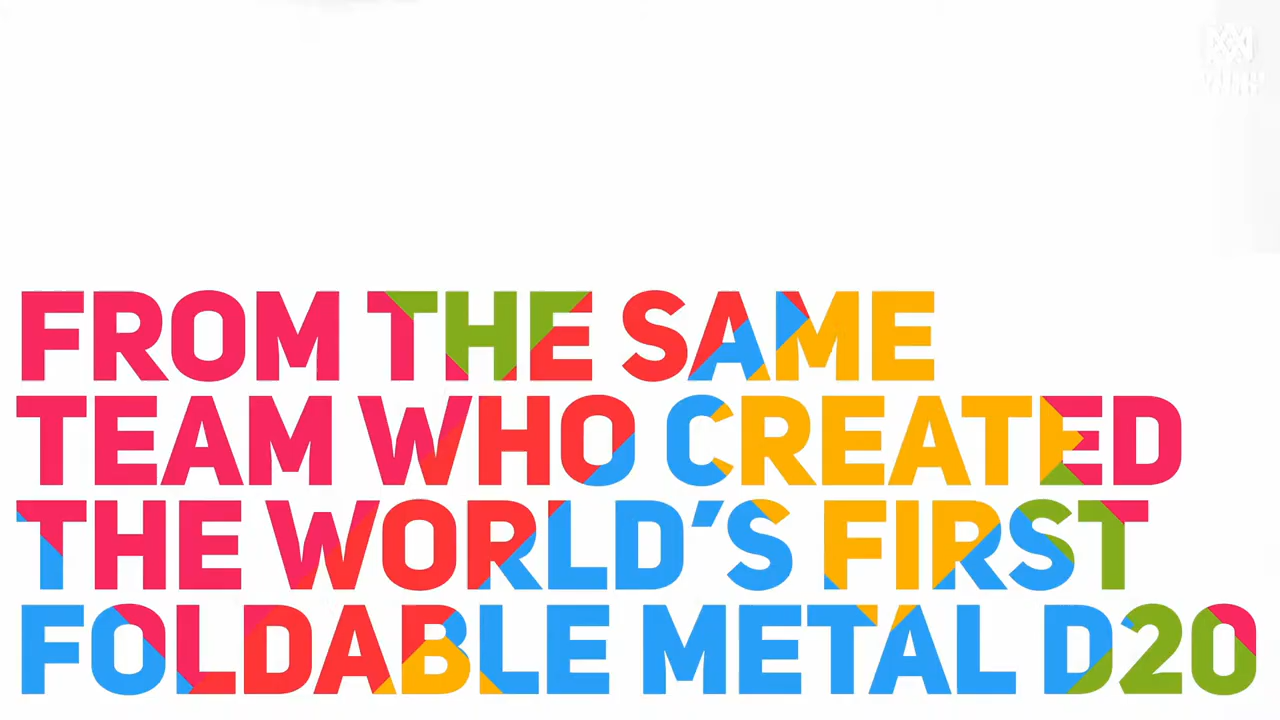 FROM THE SAME
TEAM WHO CREATED
THE WORLD'S FIRST
FOLDABLE METAL D20